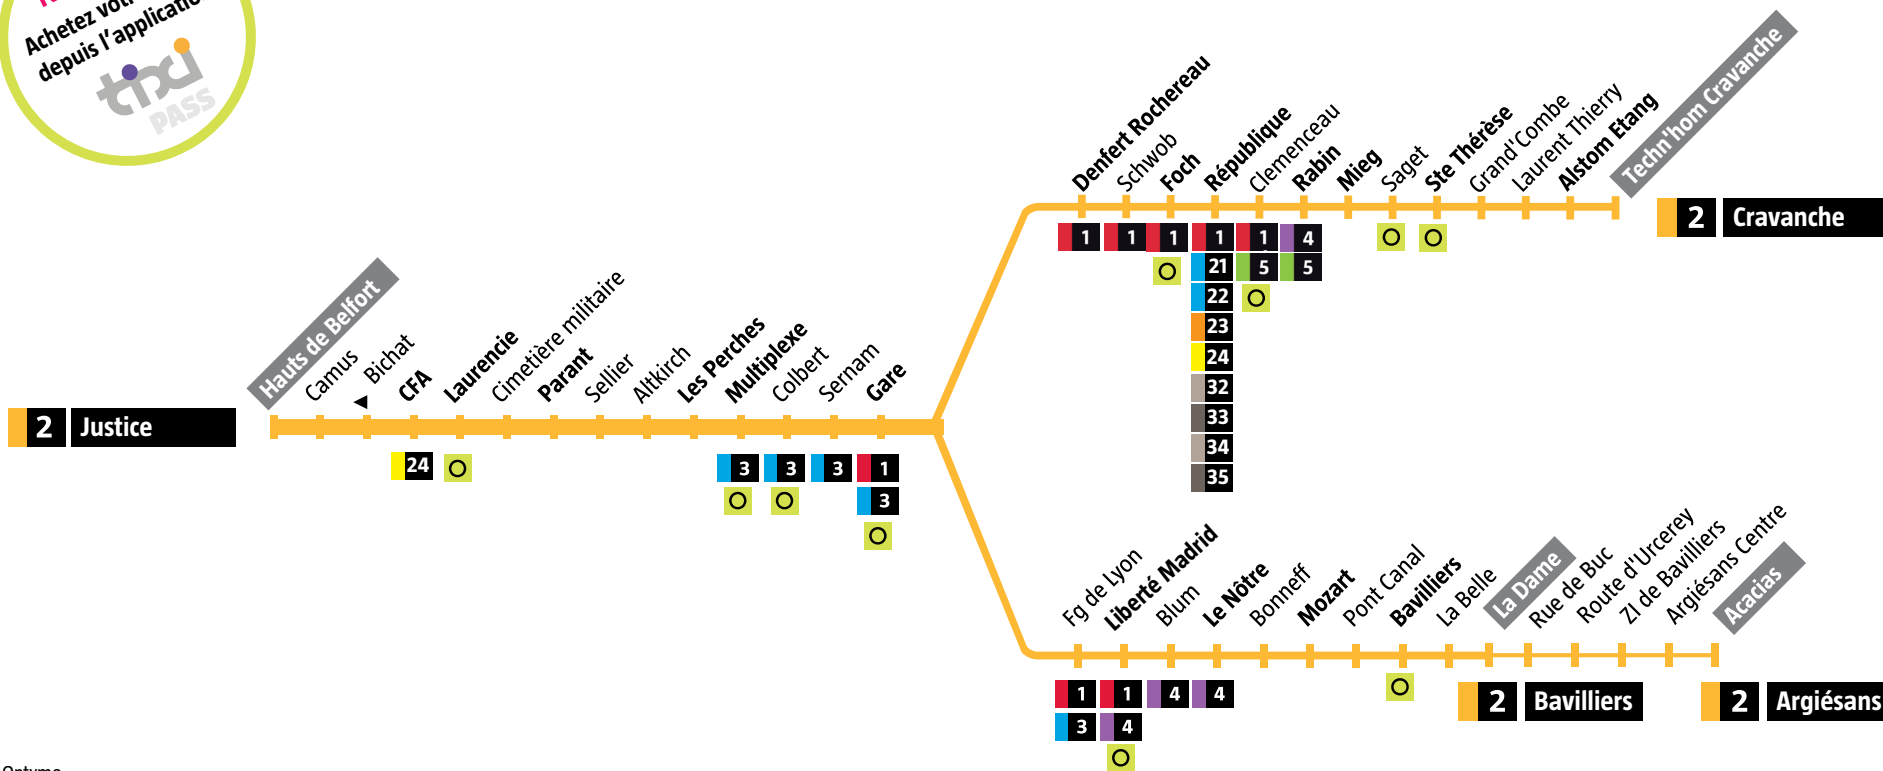 Achetez
depuis l'application
tixi
PASS
Denfert Rochereau
Schwob
Foch
République
Clemenceau
Rabin
Mieg
Saget
Ste Thérèse
Grand'Combe
Laurent Thierry
Alstom Etang
Techn'hom Cravanche
2 Cravanche
1 1 1 1 1 4
21 5 5
22
23
24
32
33
34
35
Hauts de Belfort
Camus
Bichat
CFA
Laurencie
Cimetière militaire
Parant
Sellier
Altkirch
Les Perches
Multiplexe
Colbert
Sernam
Gare
2 Justice
24 3 3 3 1
3
Fg de Lyon
Liberté Madrid
Blum
Le Nôtre
Bonneff
Mozart
Pont Canal
Bavilliers
La Belle
La Dame
Rue de Buc
Route d'Urcerey
ZI de Bavilliers
Argiésans Centre
Acacias
1 1 4 4
3 4
2 Bavilliers
2 Argiésans